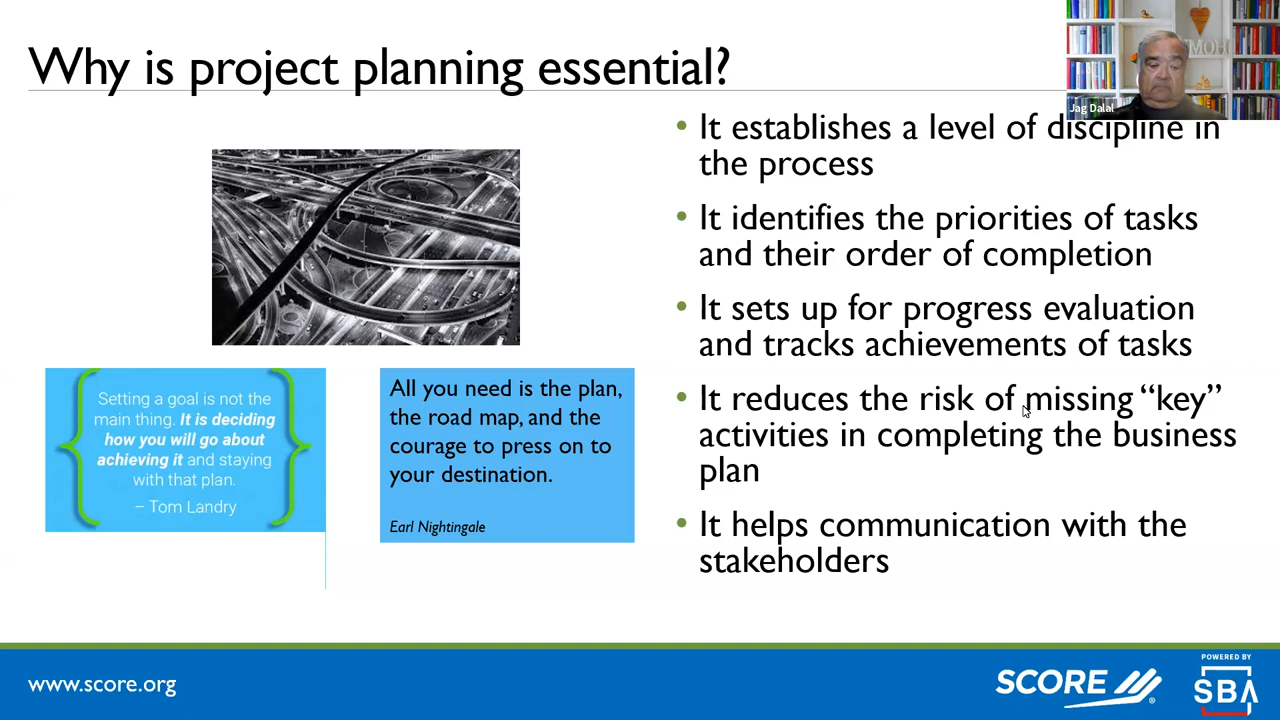 Why is project planning essential?
MOH
Jag Dalal
• It establishes a level of discipline in
the process
• It identifies the priorities of tasks
and their order of completion
• It sets up for progress evaluation
and tracks achievements of tasks
• It reduces the risk of missing “key”
activities in completing the business
plan
• It helps communication with the
stakeholders
Setting a goal is not the
main thing. It is deciding
how you will go about
achieving it and staying
with that plan.
– Tom Landry
All you need is the plan,
the road map, and the
courage to press on to
your destination.
Earl Nightingale
www.score.org
SCORE
®
POWERED BY
SBA